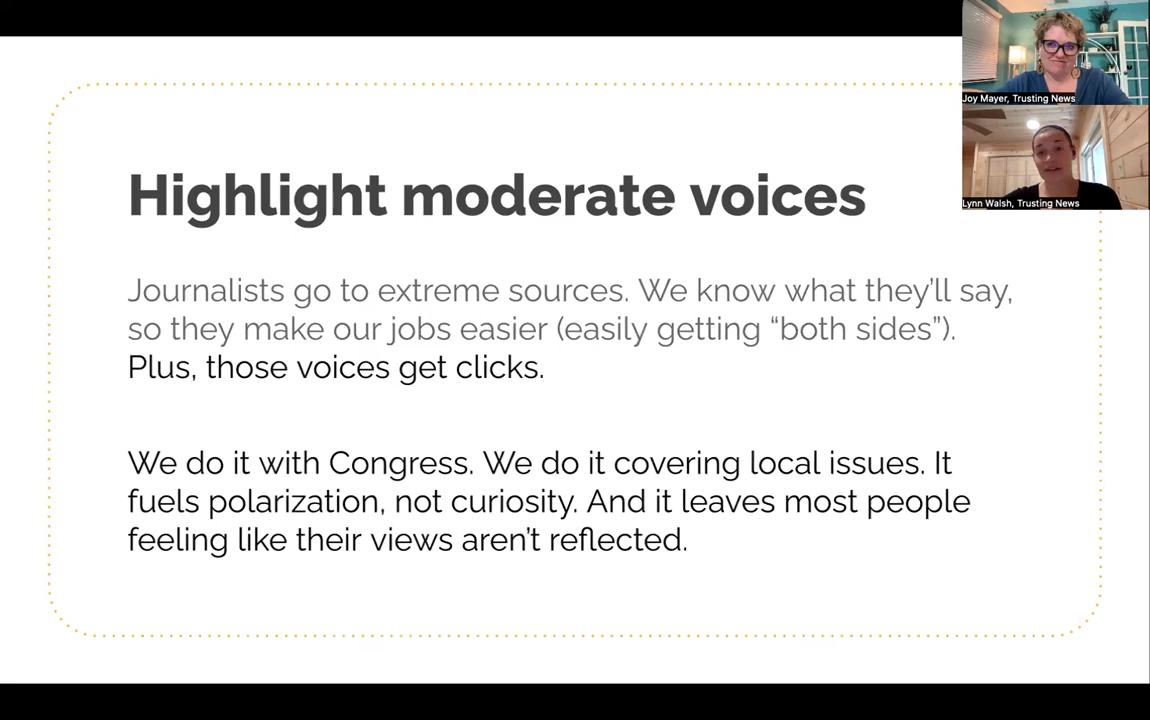 Highlight moderate voices
Journalists go to extreme sources. We know what they’ll say,
so they make our jobs easier (easily getting “both sides”).
Plus, those voices get clicks.
We do it with Congress. We do it covering local issues. It
fuels polarization, not curiosity. And it leaves most people
feeling like their views aren’t reflected.
Joy Mayer, Trusting News
Lynn Walsh, Trusting News